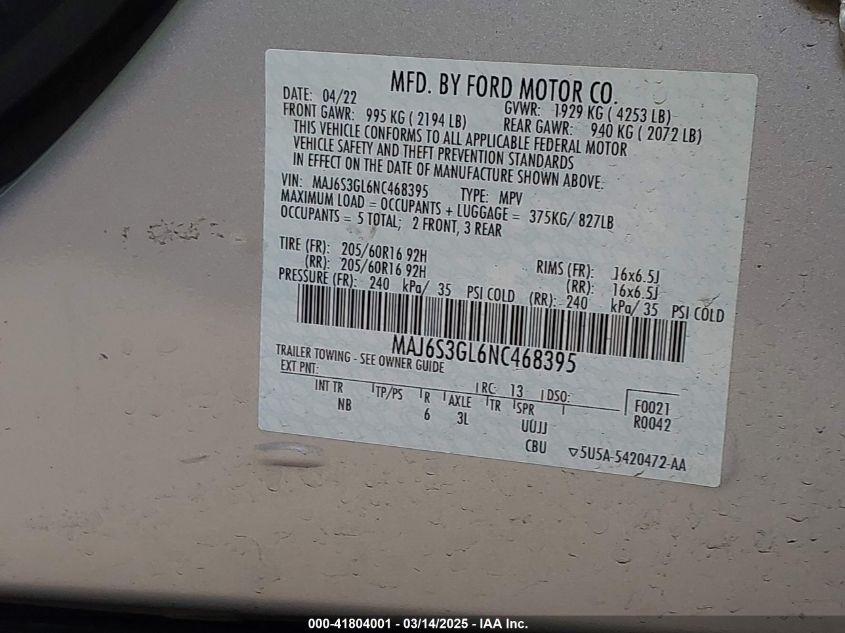 MFD. BY FORD MOTOR CO.
DATE: 04/22 GVWR: 1929 KG ( 4253 LB)
FRONT GAWR: 995 KG ( 2194 LB) REAR GAWR: 940 KG ( 2072 LB)
THIS VEHICLE CONFORMS TO ALL APPLICABLE FEDERAL MOTOR
VEHICLE SAFETY AND THEFT PREVENTION STANDARDS
IN EFFECT ON THE DATE OF MANUFACTURE SHOWN ABOVE.
VIN: MAJ6S3GL6NC468395 TYPE: MPV
MAXIMUM LOAD = OCCUPANTS + LUGGAGE = 375KG/ 827LB
OCCUPANTS = 5 TOTAL; 2 FRONT, 3 REAR
TIRE (FR): 205/60R16 92H RIMS (FR): 16x6.5J
(RR): 205/60R16 92H (RR): 16x6.5J
PRESSURE (FR): 240 kPa/ 35 PSI COLD (RR): 240 kPa/ 35 PSI COLD
MAJ6S3GL6NC468395
TRAILER TOWING - SEE OWNER GUIDE
EXT PNT: RC: 13 DSO: F0021
INT TR TP/PS R AXLE TR SPR R0042
NB 6 3L UUJJ
CBU 5U5A-5420472-AA
000-41804001 - 03/14/2025 - IAA Inc.